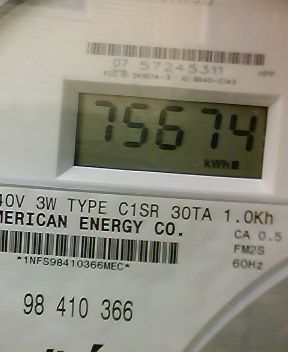 07 57245311
75674
kWh
40V 3W TYPE C1SR 30TA 1.0Kh
MERICAN ENERGY CO.
CA 0.5
FM2S
60Hz
*1NFS98410366MEC*
98 410 366